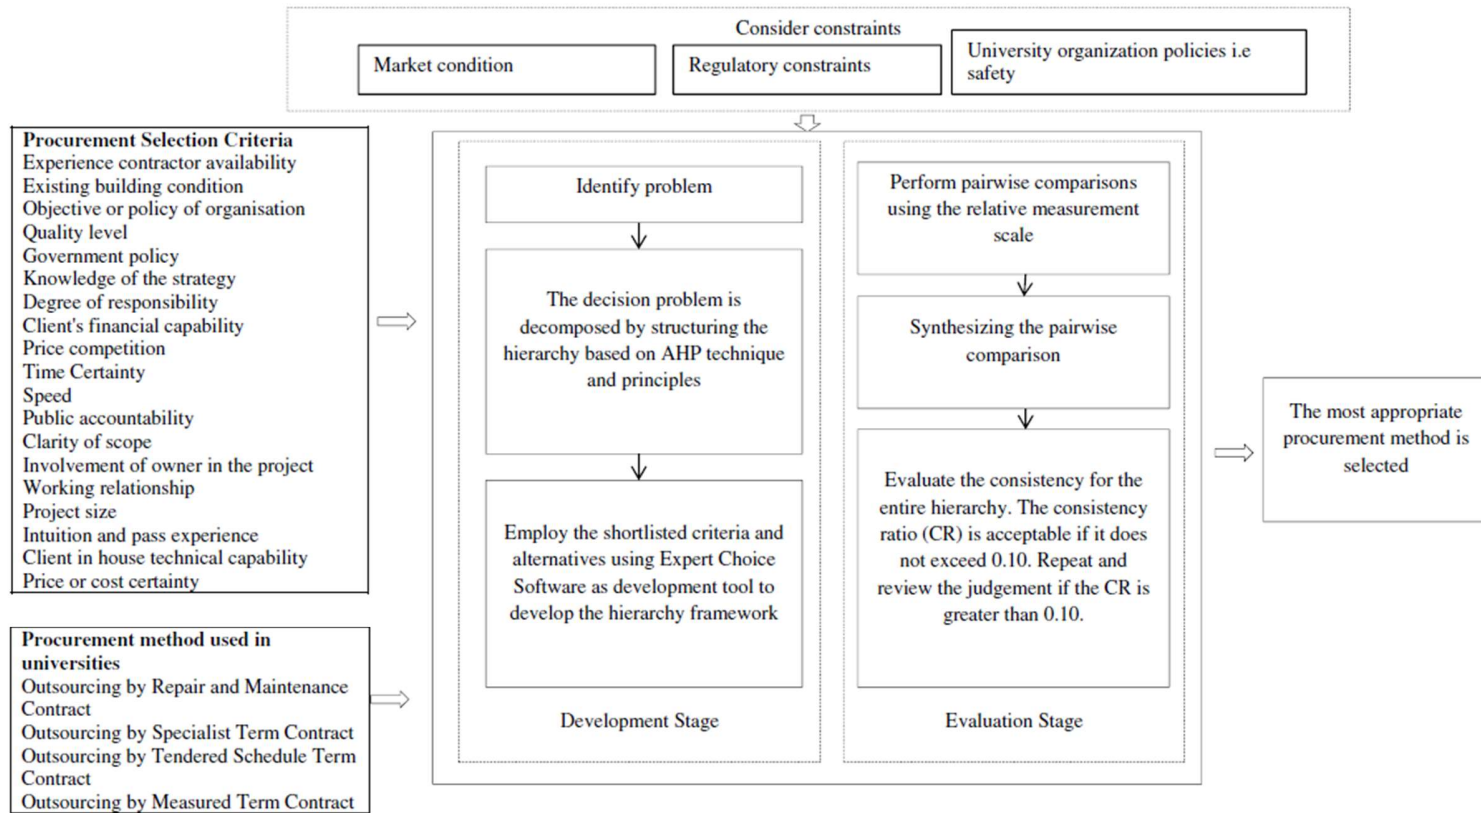 Consider constraints
Market condition
Regulatory constraints
University organization policies i.e
safety
Procurement Selection Criteria
Experience contractor availability
Existing building condition
Objective or policy of organisation
Quality level
Government policy
Knowledge of the strategy
Degree of responsibility
Client's financial capability
Price competition
Time Certainty
Speed
Public accountability
Clarity of scope
Involvement of owner in the project
Working relationship
Project size
Intuition and pass experience
Client in house technical capability
Price or cost certainty
Procurement method used in
universities
Outsourcing by Repair and Maintenance
Contract
Outsourcing by Specialist Term Contract
Outsourcing by Tendered Schedule Term
Contract
Outsourcing by Measured Term Contract
Identify problem
The decision problem is
decomposed by structuring the
hierarchy based on AHP technique
and principles
Employ the shortlisted criteria and
alternatives using Expert Choice
Software as development tool to
develop the hierarchy framework
Development Stage
Perform pairwise comparisons
using the relative measurement
scale
Synthesizing the pairwise
comparison
Evaluate the consistency for the
entire hierarchy. The consistency
ratio (CR) is acceptable if it does
not exceed 0.10. Repeat and
review the judgement if the CR is
greater than 0.10.
Evaluation Stage
The most appropriate
procurement method is
selected